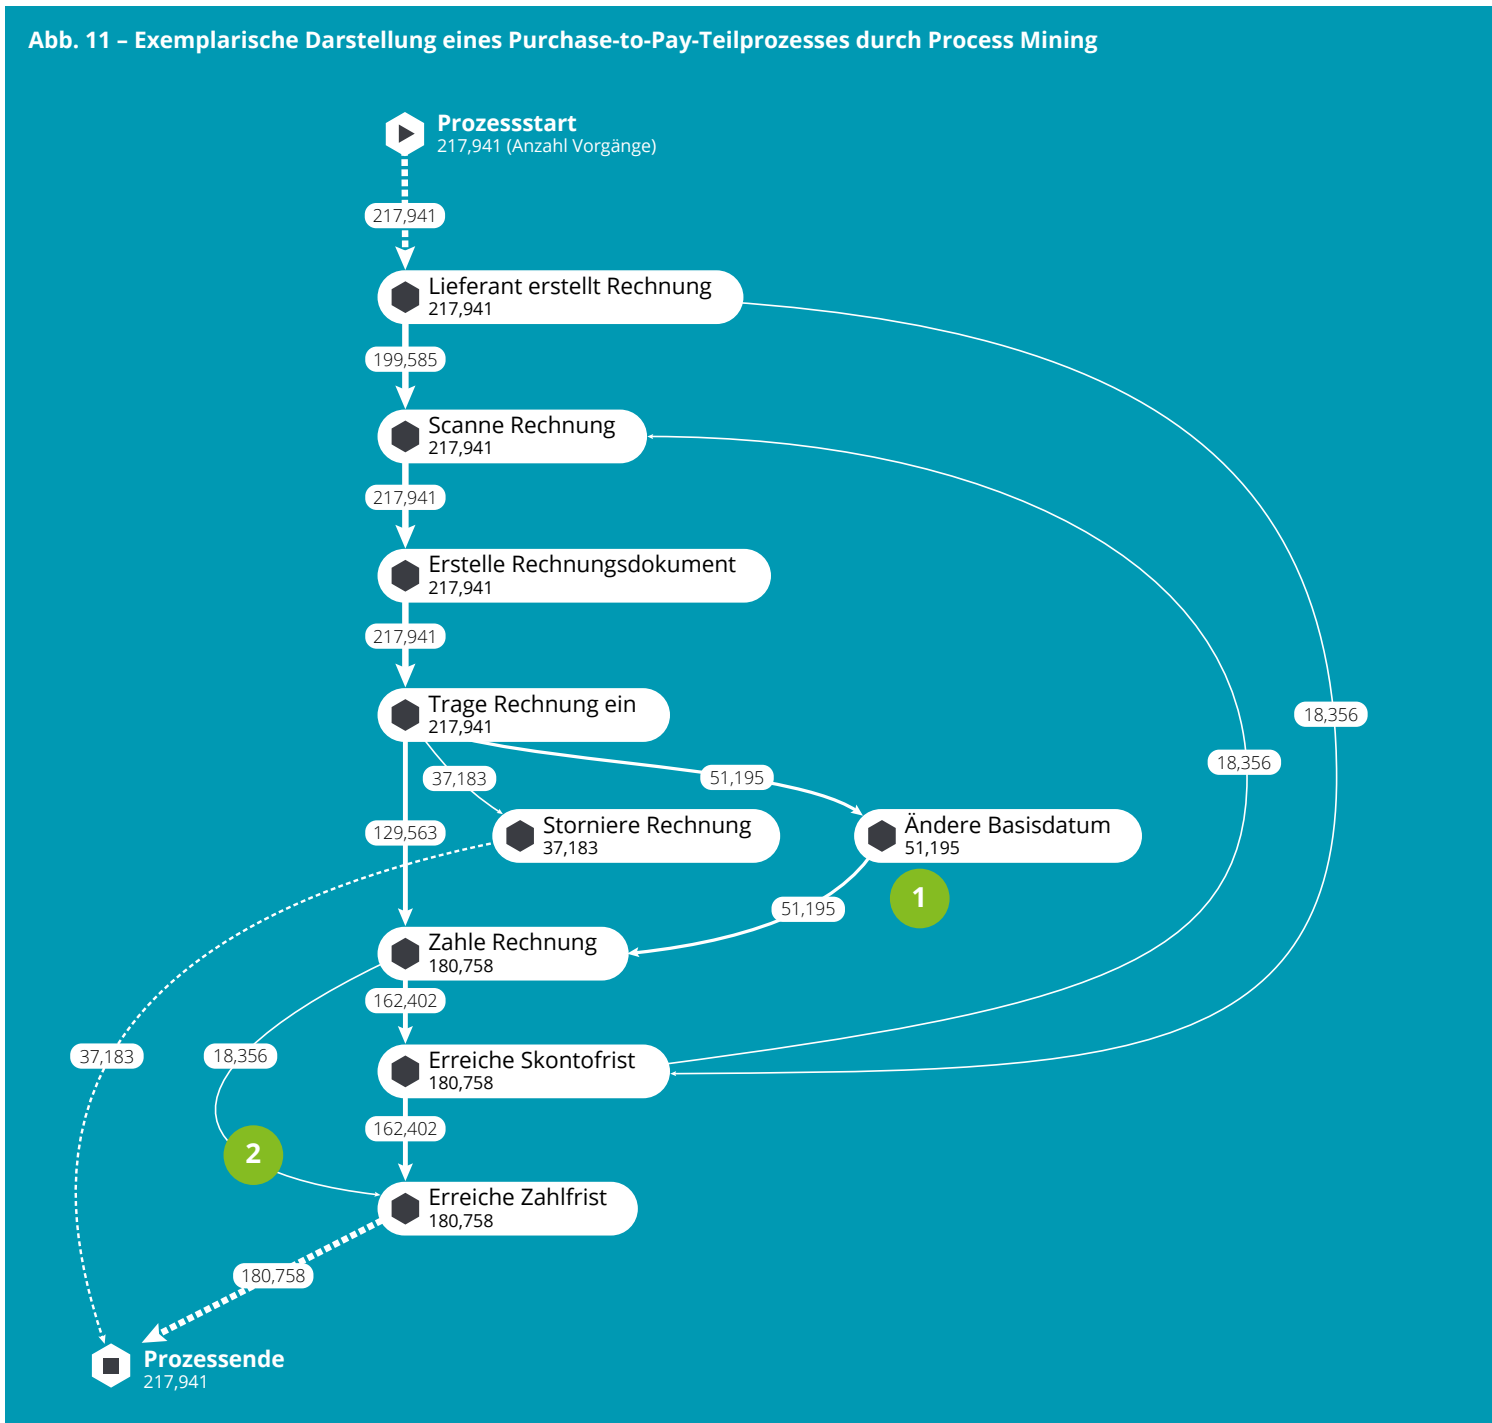 Abb. 11 – Exemplarische Darstellung eines Purchase-to-Pay-Teilprozesses durch Process Mining
Prozessstart
217,941 (Anzahl Vorgänge)
217,941
Lieferant erstellt Rechnung
217,941
199,585
Scanne Rechnung
217,941
217,941
Erstelle Rechnungsdokument
217,941
217,941
Trage Rechnung ein
217,941
18,356
18,356
37,183
51,195
129,563
Storniere Rechnung
37,183
Ändere Basisdatum
51,195
1
51,195
Zahle Rechnung
180,758
162,402
37,183
18,356
Erreiche Skontofrist
180,758
162,402
2
Erreiche Zahlfrist
180,758
180,758
Prozessende
217,941